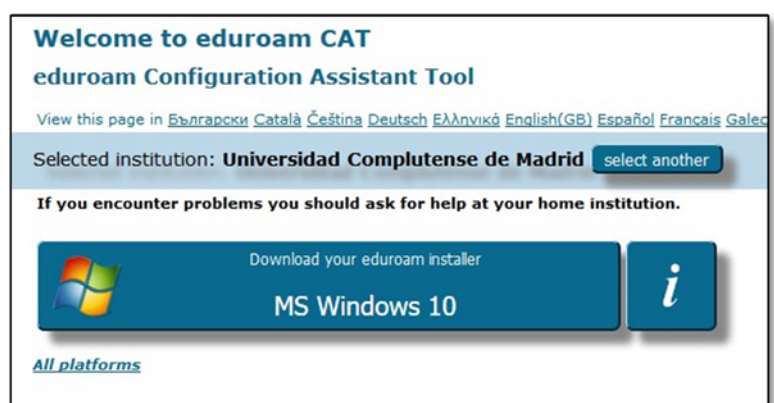 Welcome to eduroam CAT
eduroam Configuration Assistant Tool
View this page in Български Català Čeština Deutsch Ελληνικά English(GB) Español Français Galec
Selected institution: Universidad Complutense de Madrid select another
If you encounter problems you should ask for help at your home institution.
Download your eduroam installer
MS Windows 10
i
All platforms